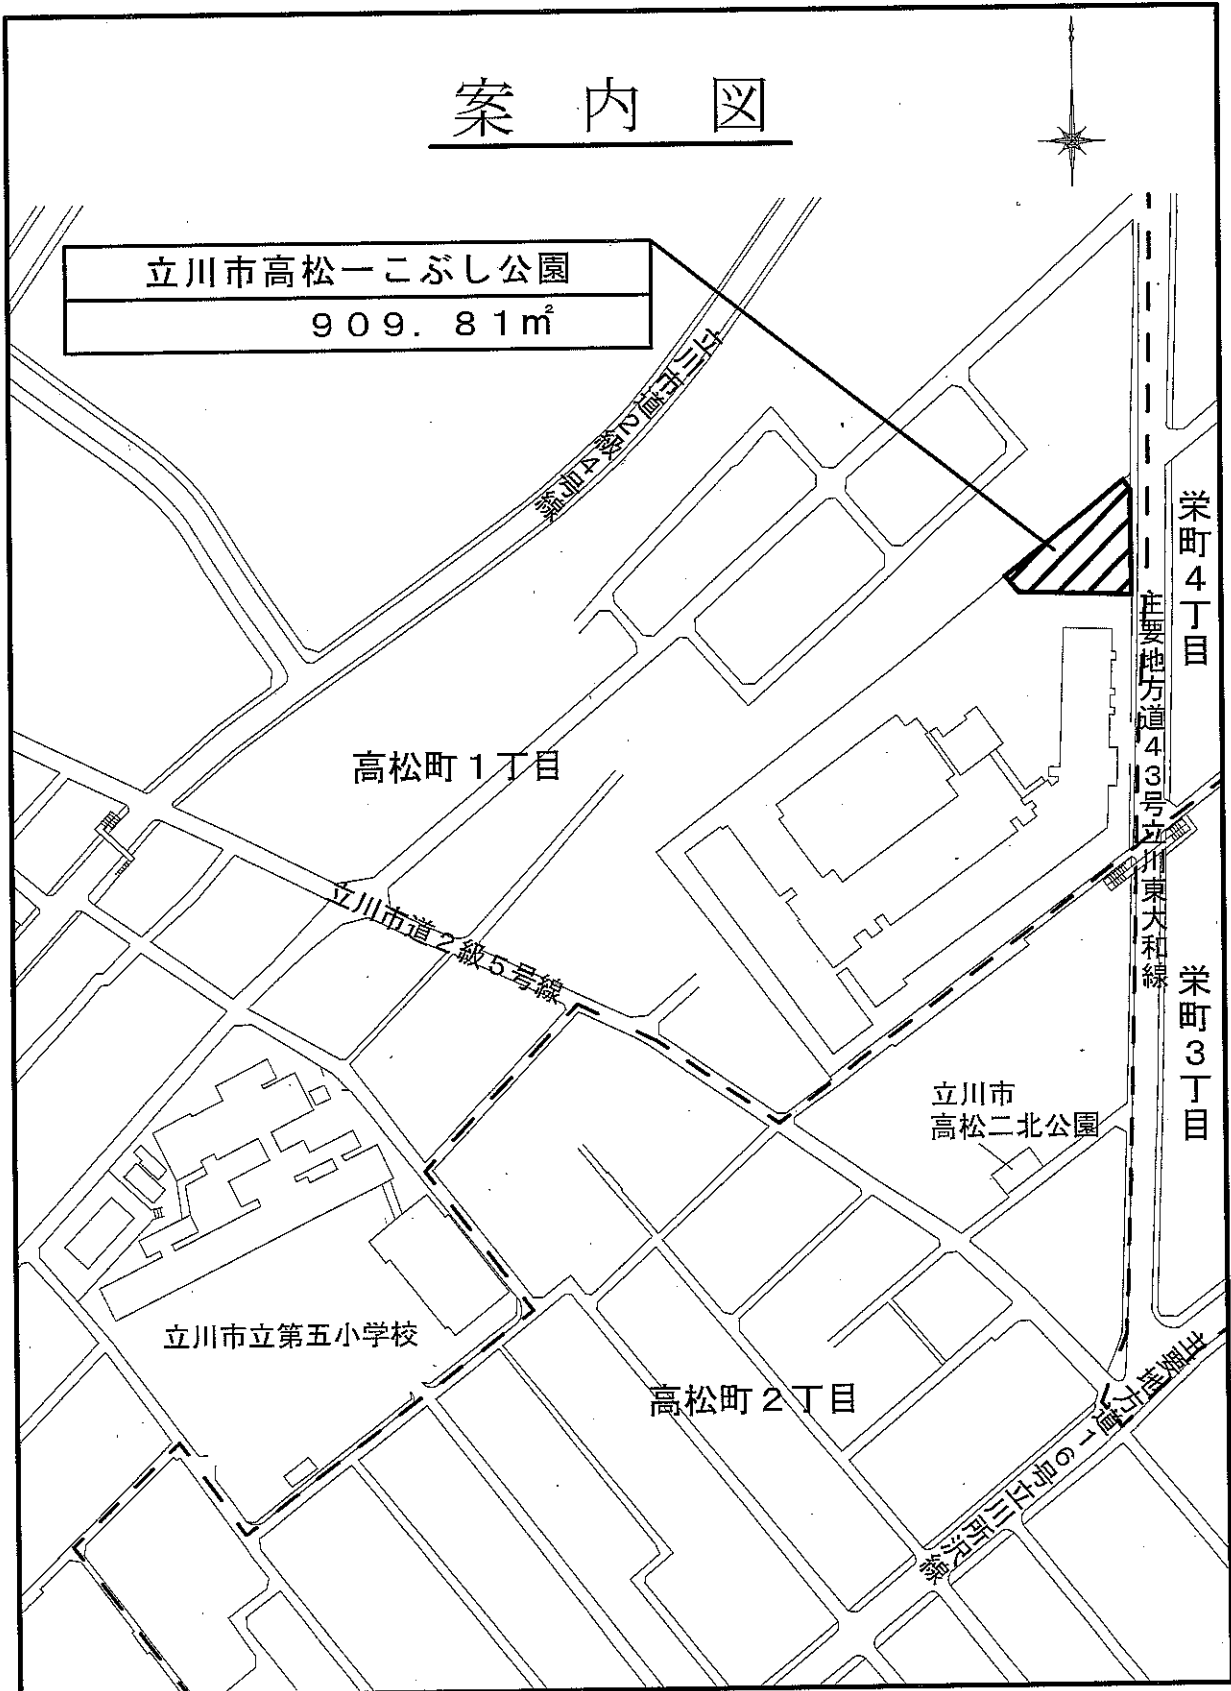 案内図
立川市高松一こぶし公園
909.81㎡
立川市道2級4号線
栄町4丁目
主要地方道43号立川東大和線
高松町1丁目
立川市道2級5号線
栄町3丁目
立川市
高松二北公園
立川市立第五小学校
高松町2丁目
主要地方道16号立川所沢線